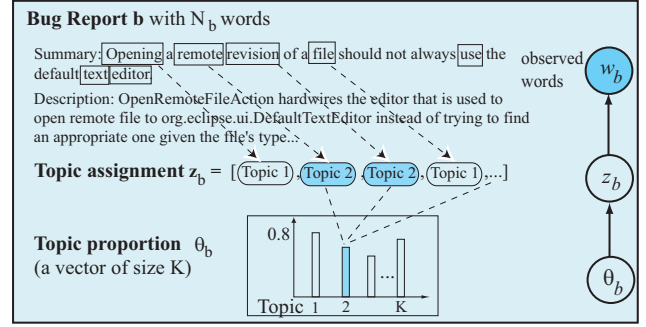 Bug Report b with N_b words
Summary: Opening a remote revision of a file should not always use the
default text editor.
observed
words
w_b
Description: OpenRemoteFileAction hardwires the editor that is used to
open remote file to org.eclipse.ui.DefaultTextEditor instead of trying to find
an appropriate one given the file's type...
Topic assignment z_b = [Topic 1, Topic 2, Topic 2, Topic 1,...]
z_b
Topic proportion θ_b
(a vector of size K)
0.8
...
Topic 1 2 K
θ_b